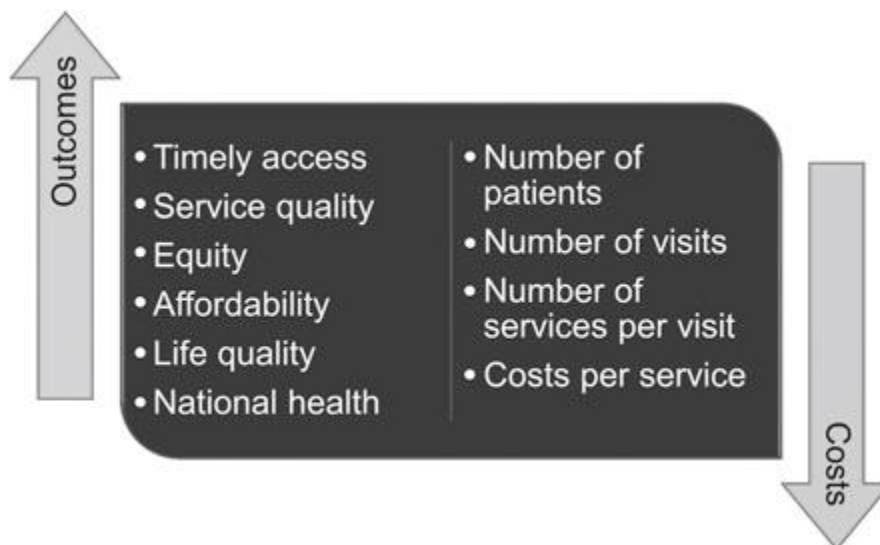 Outcomes
• Timely access
• Service quality
• Equity
• Affordability
• Life quality
• National health
• Number of
patients
• Number of visits
• Number of
services per visit
• Costs per service
Costs